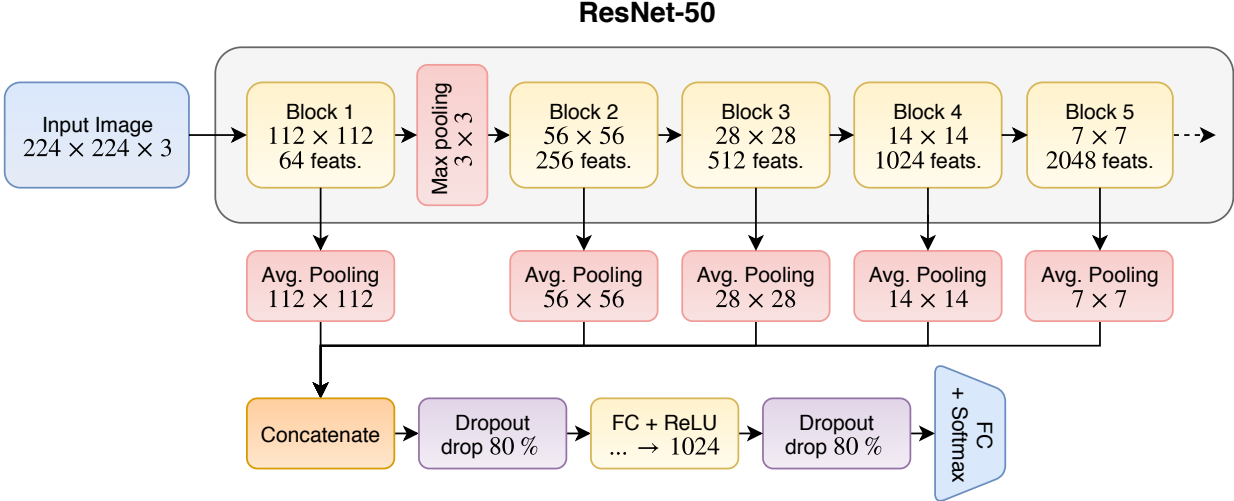 ResNet-50
Input Image
224 × 224 × 3
Block 1
112 × 112
64 feats.
Max pooling
3 × 3
Block 2
56 × 56
256 feats.
Block 3
28 × 28
512 feats.
Block 4
14 × 14
1024 feats.
Block 5
7 × 7
2048 feats.
Avg. Pooling
112 × 112
Avg. Pooling
56 × 56
Avg. Pooling
28 × 28
Avg. Pooling
14 × 14
Avg. Pooling
7 × 7
Concatenate
Dropout
drop 80 %
FC + ReLU
... → 1024
Dropout
drop 80 %
FC
+ Softmax